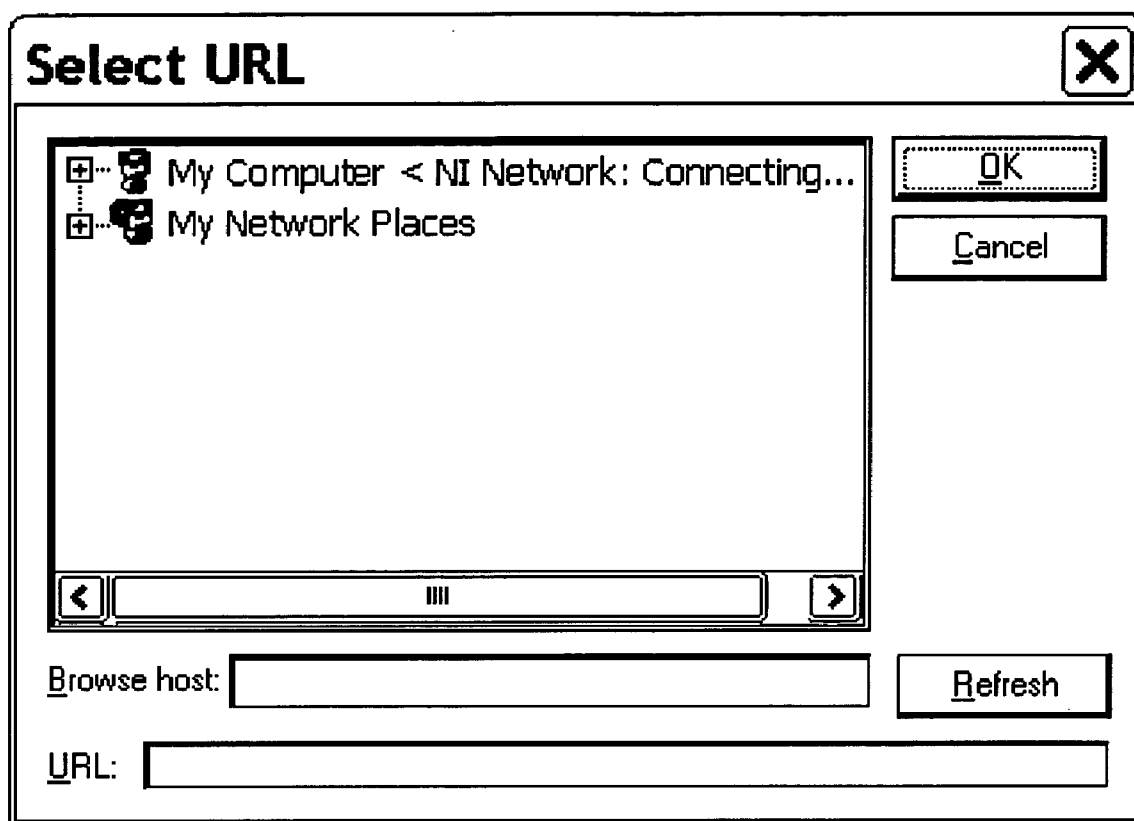 Select URL
My Computer < NI Network: Connecting...
My Network Places
OK
Cancel
Browse host:
Refresh
URL: